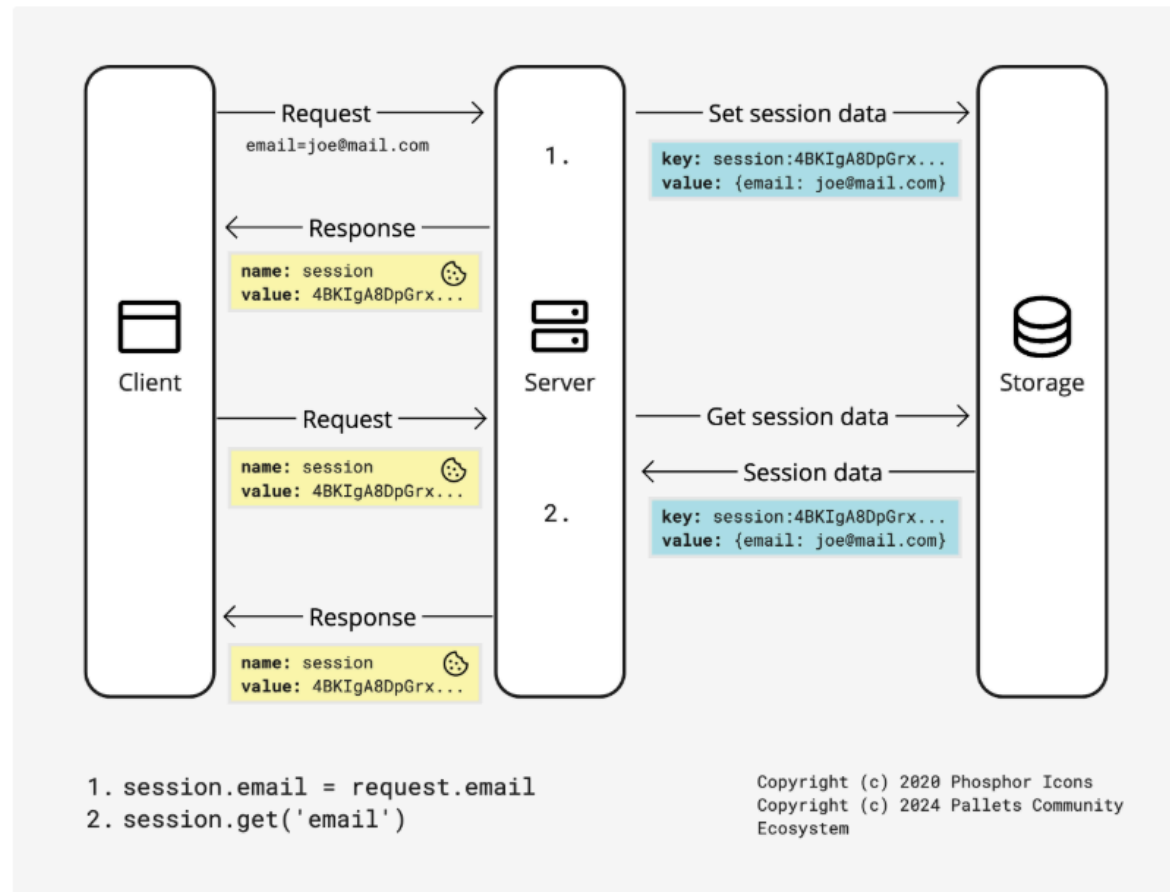 Request
email=joe@mail.com
1.
Set session data
key: session:4BKIgA8DpGrx...
value: {email: joe@mail.com}
Response
name: session
value: 4BKIgA8DpGrx...
Client
Server
Storage
Request
name: session
value: 4BKIgA8DpGrx...
2.
Get session data
Session data
key: session:4BKIgA8DpGrx...
value: {email: joe@mail.com}
Response
name: session
value: 4BKIgA8DpGrx...
1. session.email = request.email
2. session.get('email')
Copyright (c) 2020 Phosphor Icons
Copyright (c) 2024 Pallets Community
Ecosystem